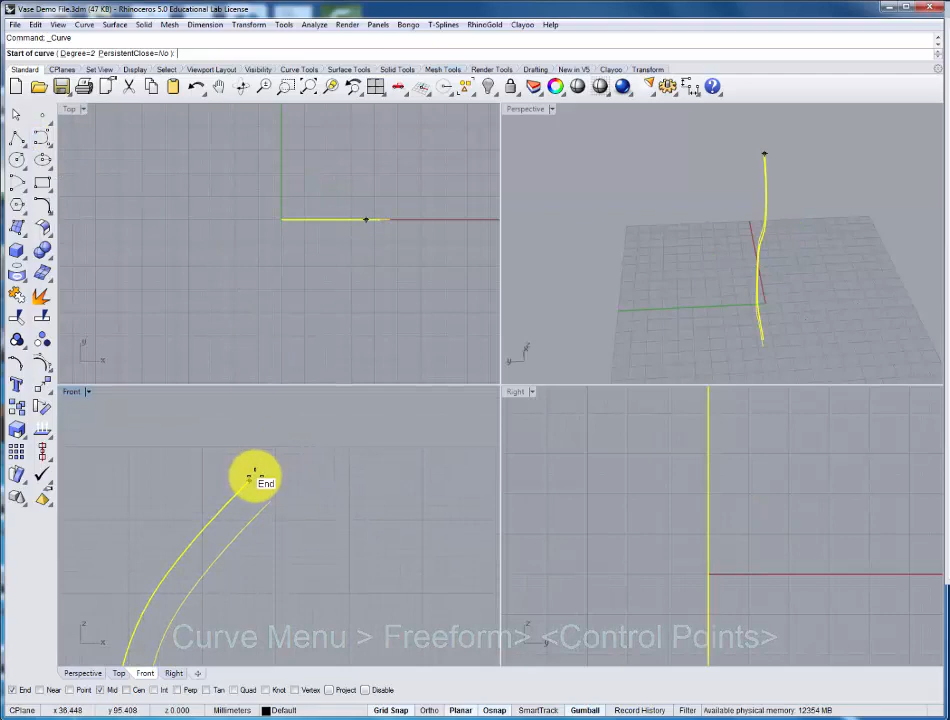 Vase Demo File.3dm (47 KB) - Rhinoceros 5.0 Educational Lab License
File Edit View Curve Surface Solid Mesh Dimension Transform Tools Analyze Render Panels Bongo T-Splines RhinoGold Clayoo Help
Command: _Curve
Start of curve ( Degree=2 PersistentClose=No ):
Standard CPlanes Set View Display Select Viewport Layout Visibility Curve Tools Surface Tools Solid Tools Mesh Tools Render Tools Drafting New in V5 Clayoo Transform
Top
Perspective
y
x
z
y
Front
Right
End
z
x
z
y
Curve Menu > Freeform> <Control Points>
Perspective Top Front Right
End Near Point Mid Cen Int Perp Tan Quad Knot Vertex Project Disable
CPlane x 36.448 y 95.408 z 0.000 Millimeters Default Grid Snap Ortho Planar Osnap SmartTrack Gumball Record History Filter Available physical memory: 12354 MB